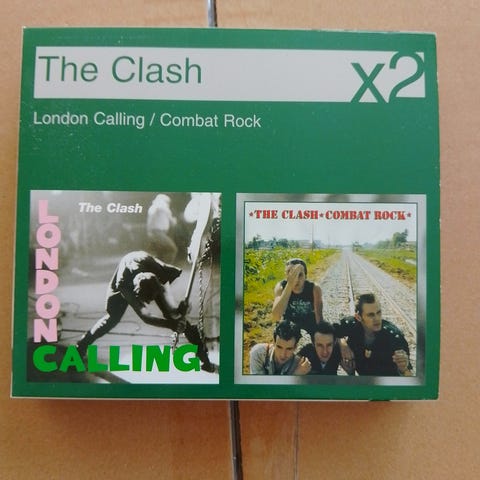 The Clash
x2
London Calling / Combat Rock
The Clash
LONDON
CALLING
★THE CLASH★COMBAT ROCK★